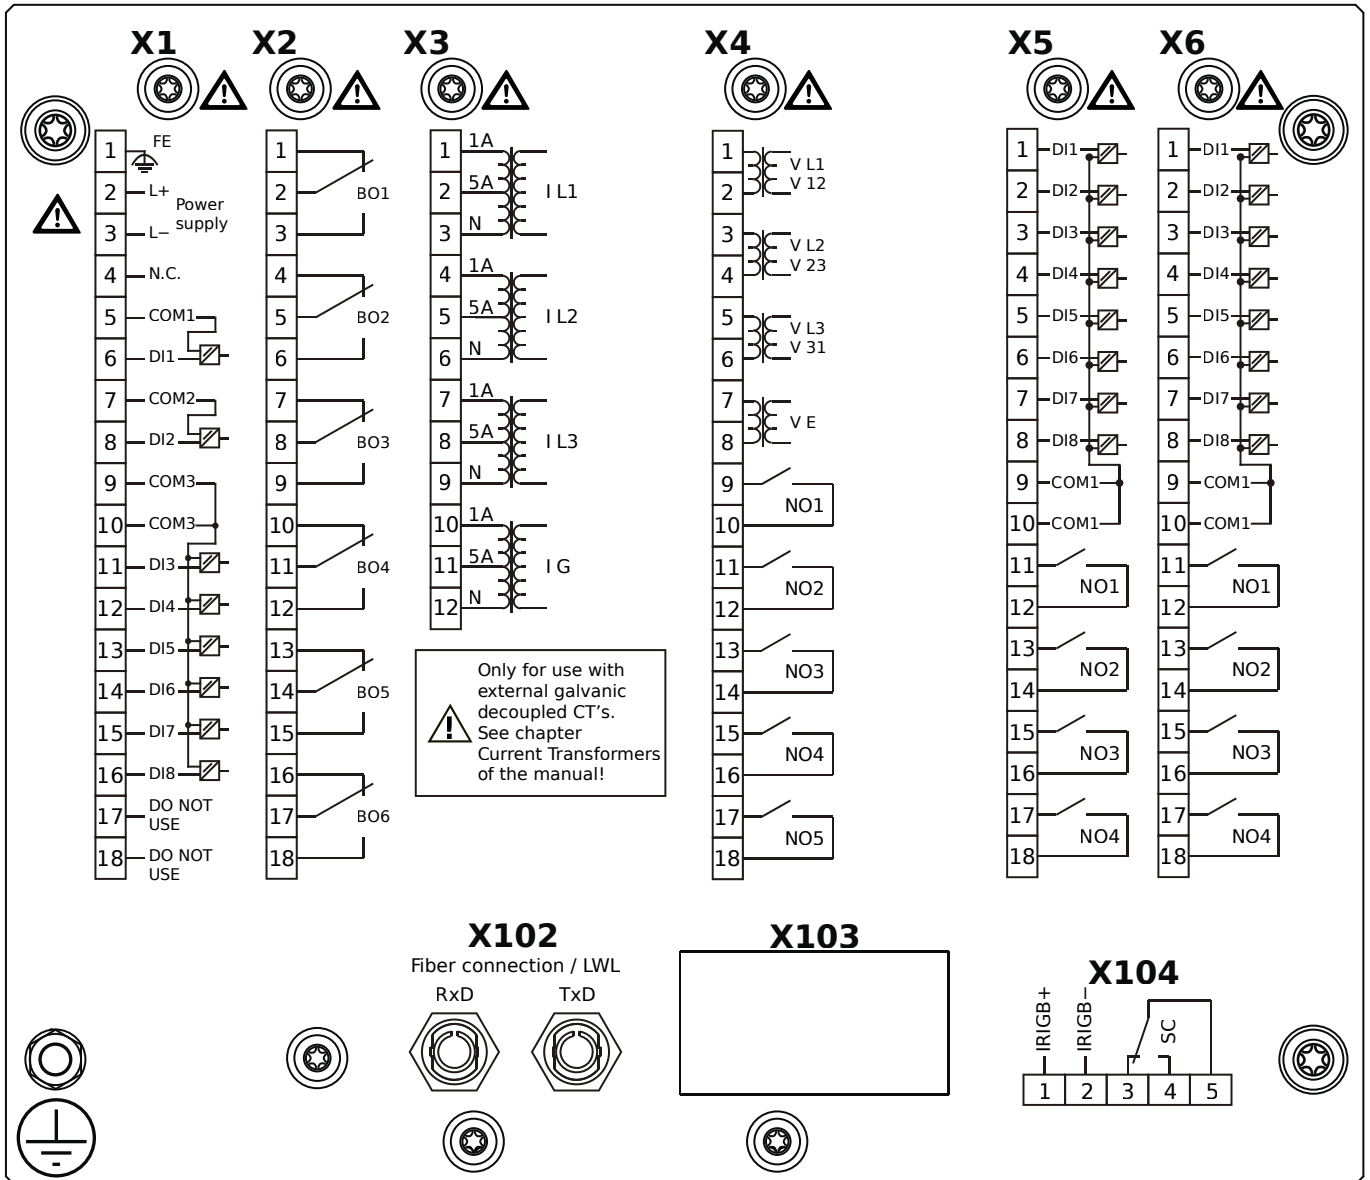 X1 X2 X3 X4 X5 X6
1 FE
2 L+
Power
supply
3 L−
4 N.C.
5 COM1
6 DI1
7 COM2
8 DI2
9 COM3
10 COM3
11 DI3
12 DI4
13 DI5
14 DI6
15 DI7
16 DI8
17 DO NOT
USE
18 DO NOT
USE
1
2 BO1
3
4
5 BO2
6
7
8 BO3
9
10
11 BO4
12
13
14 BO5
15
16
17 BO6
18
1 1A
2 5A I L1
3 N
4 1A
5 5A I L2
6 N
7 1A
8 5A I L3
9 N
10 1A
11 5A I G
12 N
Only for use with
external galvanic
decoupled CT's.
See chapter
Current Transformers
of the manual!
1 V L1
2 V 12
3 V L2
4 V 23
5 V L3
6 V 31
7
V E
8
9
NO1
10
11
NO2
12
13
NO3
14
15
NO4
16
17
NO5
18
1 DI1
2 DI2
3 DI3
4 DI4
5 DI5
6 DI6
7 DI7
8 DI8
9 COM1
10 COM1
11
NO1
12
13
NO2
14
15
NO3
16
17
NO4
18
1 DI1
2 DI2
3 DI3
4 DI4
5 DI5
6 DI6
7 DI7
8 DI8
9 COM1
10 COM1
11
NO1
12
13
NO2
14
15
NO3
16
17
NO4
18
X102
Fiber connection / LWL
RxD TxD
X103
X104
IRIGB+ IRIGB− SC
1 2 3 4 5